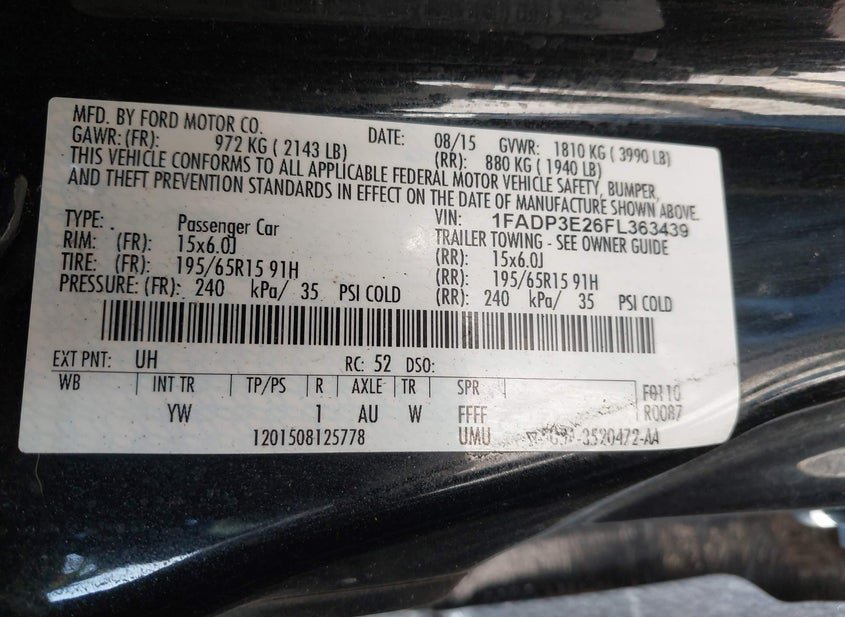 MFD. BY FORD MOTOR CO. DATE: 08/15 GVWR: 1810 KG ( 3990 LB)
GAWR: (FR): 972 KG ( 2143 LB) (RR): 880 KG ( 1940 LB)
THIS VEHICLE CONFORMS TO ALL APPLICABLE FEDERAL MOTOR VEHICLE SAFETY, BUMPER,
AND THEFT PREVENTION STANDARDS IN EFFECT ON THE DATE OF MANUFACTURE SHOWN ABOVE.
VIN: 1FADP3E26FL363439
TYPE: Passenger Car TRAILER TOWING - SEE OWNER GUIDE
RIM: (FR): 15x6.0J (RR): 15x6.0J
TIRE: (FR): 195/65R15 91H (RR): 195/65R15 91H
PRESSURE: (FR): 240 kPa/ 35 PSI COLD (RR): 240 kPa/ 35 PSI COLD
EXT PNT: UH RC: 52 DSO:
WB INT TR TP/PS R AXLE TR SPR F0110
YW 1 AU W FFFF R0087
1201508125778 UMU 3520472-AA